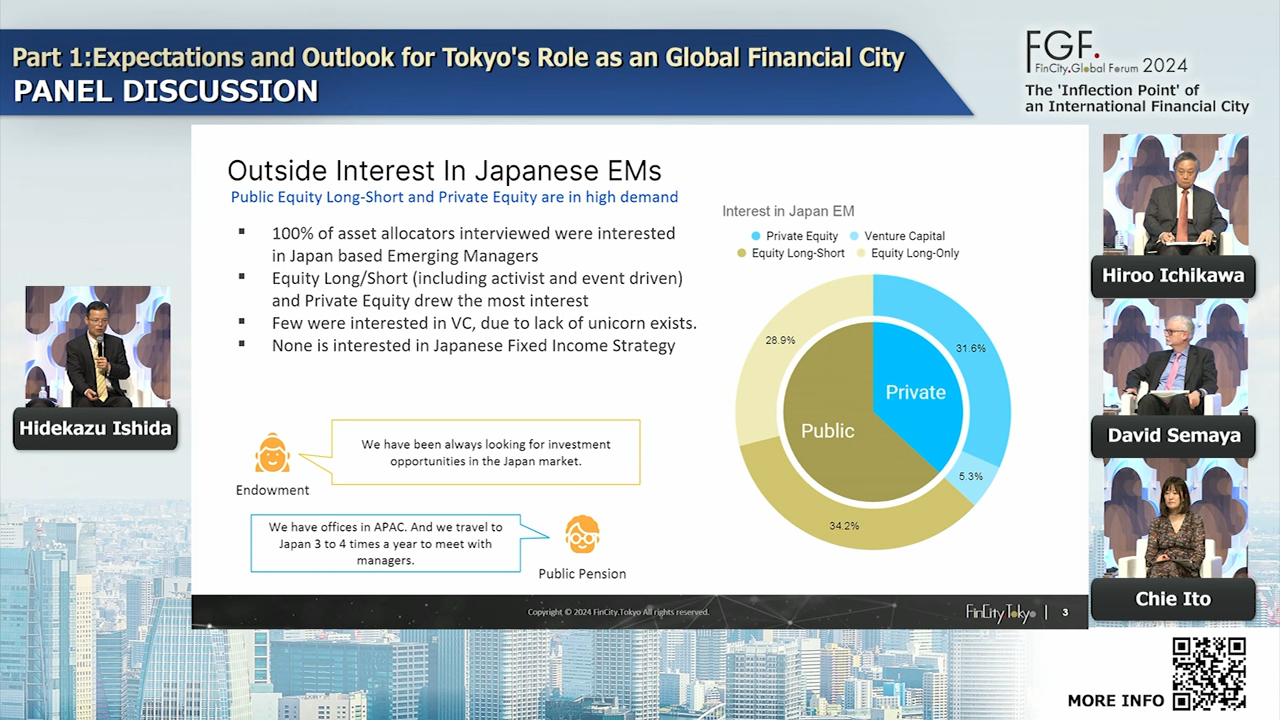 Part 1:Expectations and Outlook for Tokyo's Role as an Global Financial City
PANEL DISCUSSION
FGF.
FinCity.Global Forum 2024
The 'Inflection Point' of
an International Financial City
Outside Interest In Japanese EMs
Public Equity Long-Short and Private Equity are in high demand
▪ 100% of asset allocators interviewed were interested
in Japan based Emerging Managers
▪ Equity Long/Short (including activist and event driven)
and Private Equity drew the most interest
▪ Few were interested in VC, due to lack of unicorn exists.
▪ None is interested in Japanese Fixed Income Strategy
We have been always looking for investment
opportunities in the Japan market.
Endowment
We have offices in APAC. And we travel to
Japan 3 to 4 times a year to meet with
managers.
Public Pension
Interest in Japan EM
Private Equity Venture Capital
Equity Long-Short Equity Long-Only
28.9%
31.6%
Private
Public
5.3%
34.2%
Copyright © 2024 FinCity.Tokyo All rights reserved.
FinCity.Tokyo | 3
Hidekazu Ishida
Hiroo Ichikawa
David Semaya
Chie Ito
MORE INFO